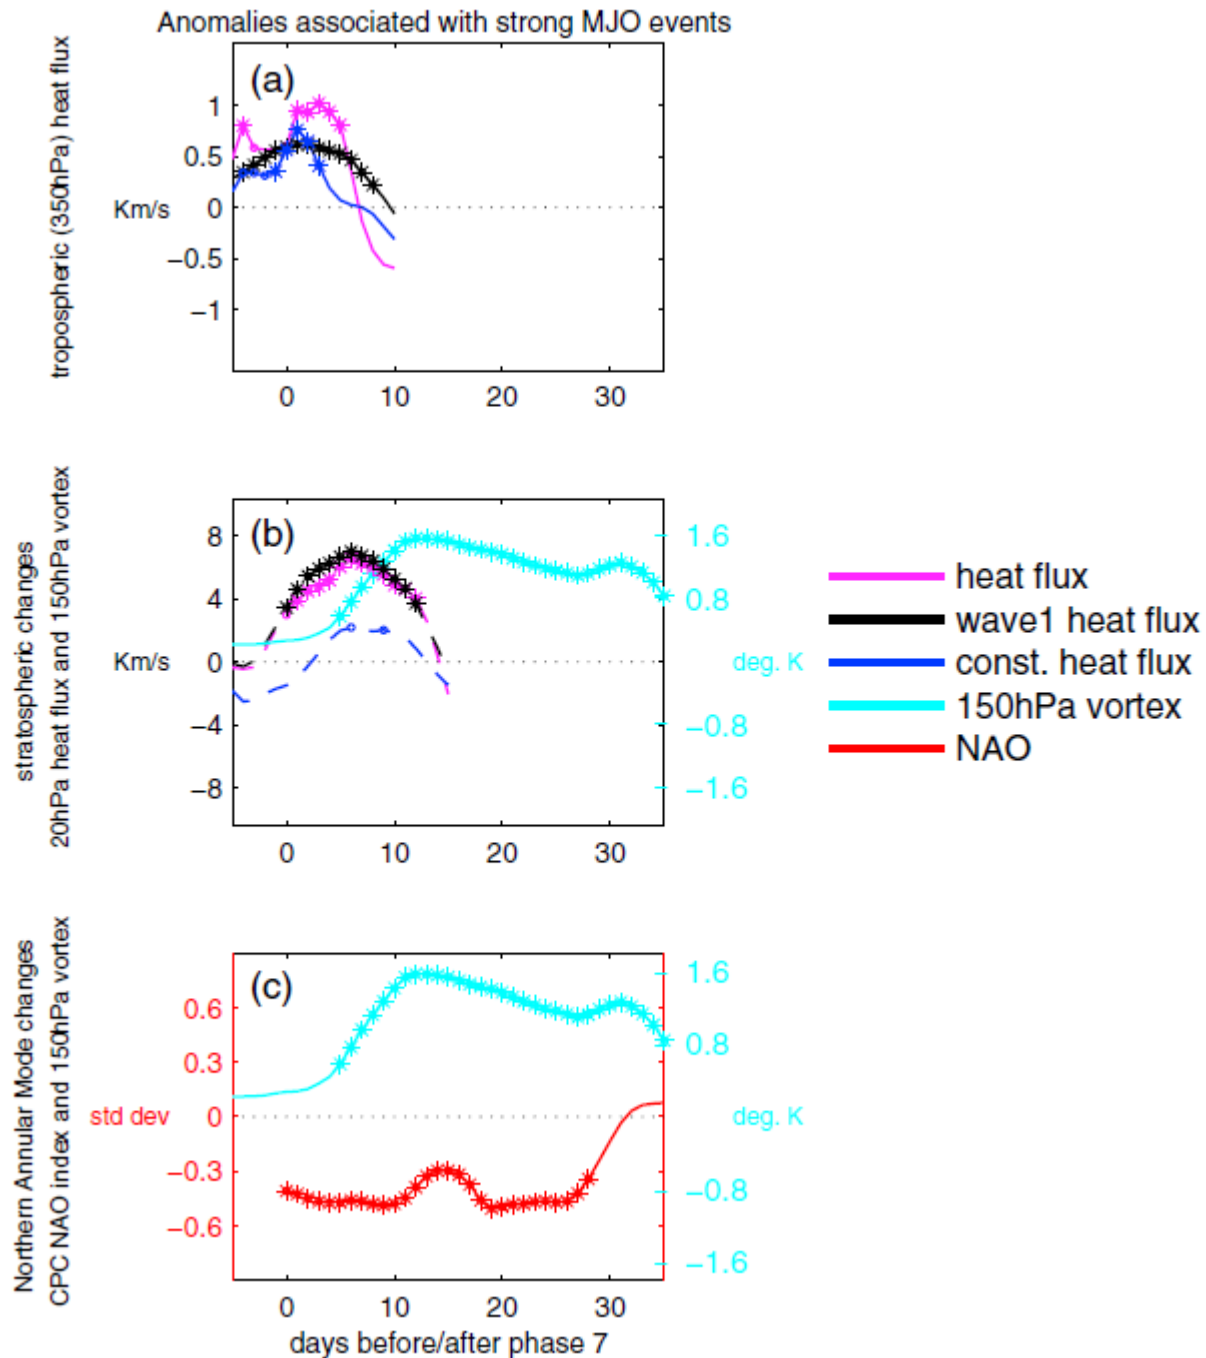 Anomalies associated with strong MJO events
tropospheric (350hPa) heat flux
(a)
1
0.5
Km/s
0
−0.5
−1
0 10 30
stratospheric changes
20hPa heat flux and 150hPa vortex
(b)
8
4
Km/s
0
−4
−8
1.6
0.8
deg. K
−0.8
−1.6
0 10 20 30
heat flux
wave1 heat flux
const. heat flux
150hPa vortex
NAO
Northern Annular Mode changes
CPC NAO index and 150hPa vortex
(c)
0.6
0.3
std dev
0
−0.3
−0.6
1.6
0.8
deg. K
−0.8
−1.6
0 10 20 30
days before/after phase 7